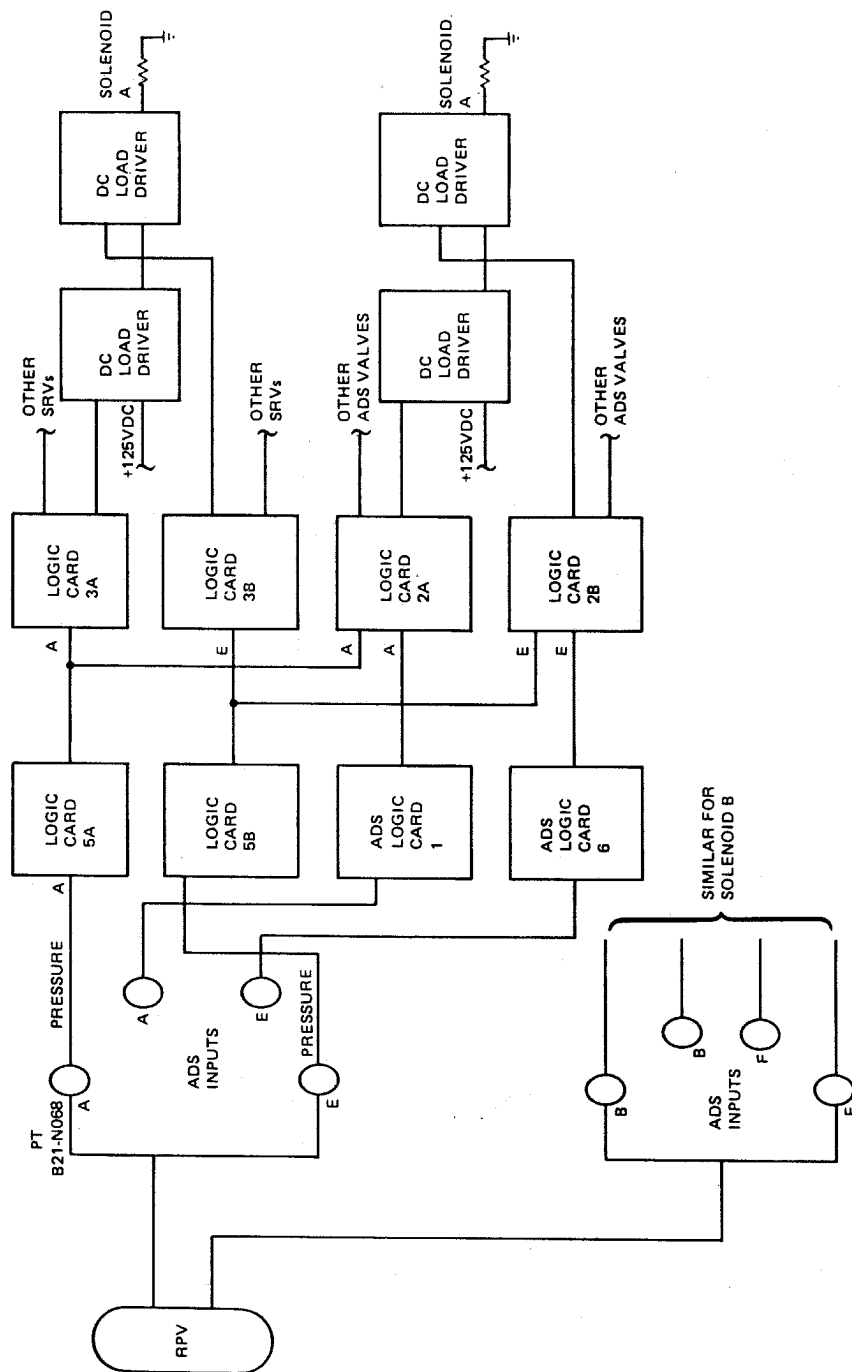 RPV
PT
B21-N068
A
PRESSURE
A
LOGIC
CARD
5A
A
LOGIC
CARD
3A
OTHER
SRVs
+125VDC
DC
LOAD
DRIVER
DC
LOAD
DRIVER
SOLENOID
A
ADS
INPUTS
A
E
E
PRESSURE
LOGIC
CARD
5B
E
LOGIC
CARD
3B
OTHER
SRVs
ADS
LOGIC
CARD
1
A
A
LOGIC
CARD
2A
OTHER
ADS VALVES
+125VDC
DC
LOAD
DRIVER
DC
LOAD
DRIVER
SOLENOID.
A
ADS
LOGIC
CARD
6
E
E
LOGIC
CARD
2B
OTHER
ADS VALVES
B
B
ADS
INPUTS
F
F
SIMILAR FOR
SOLENOID B